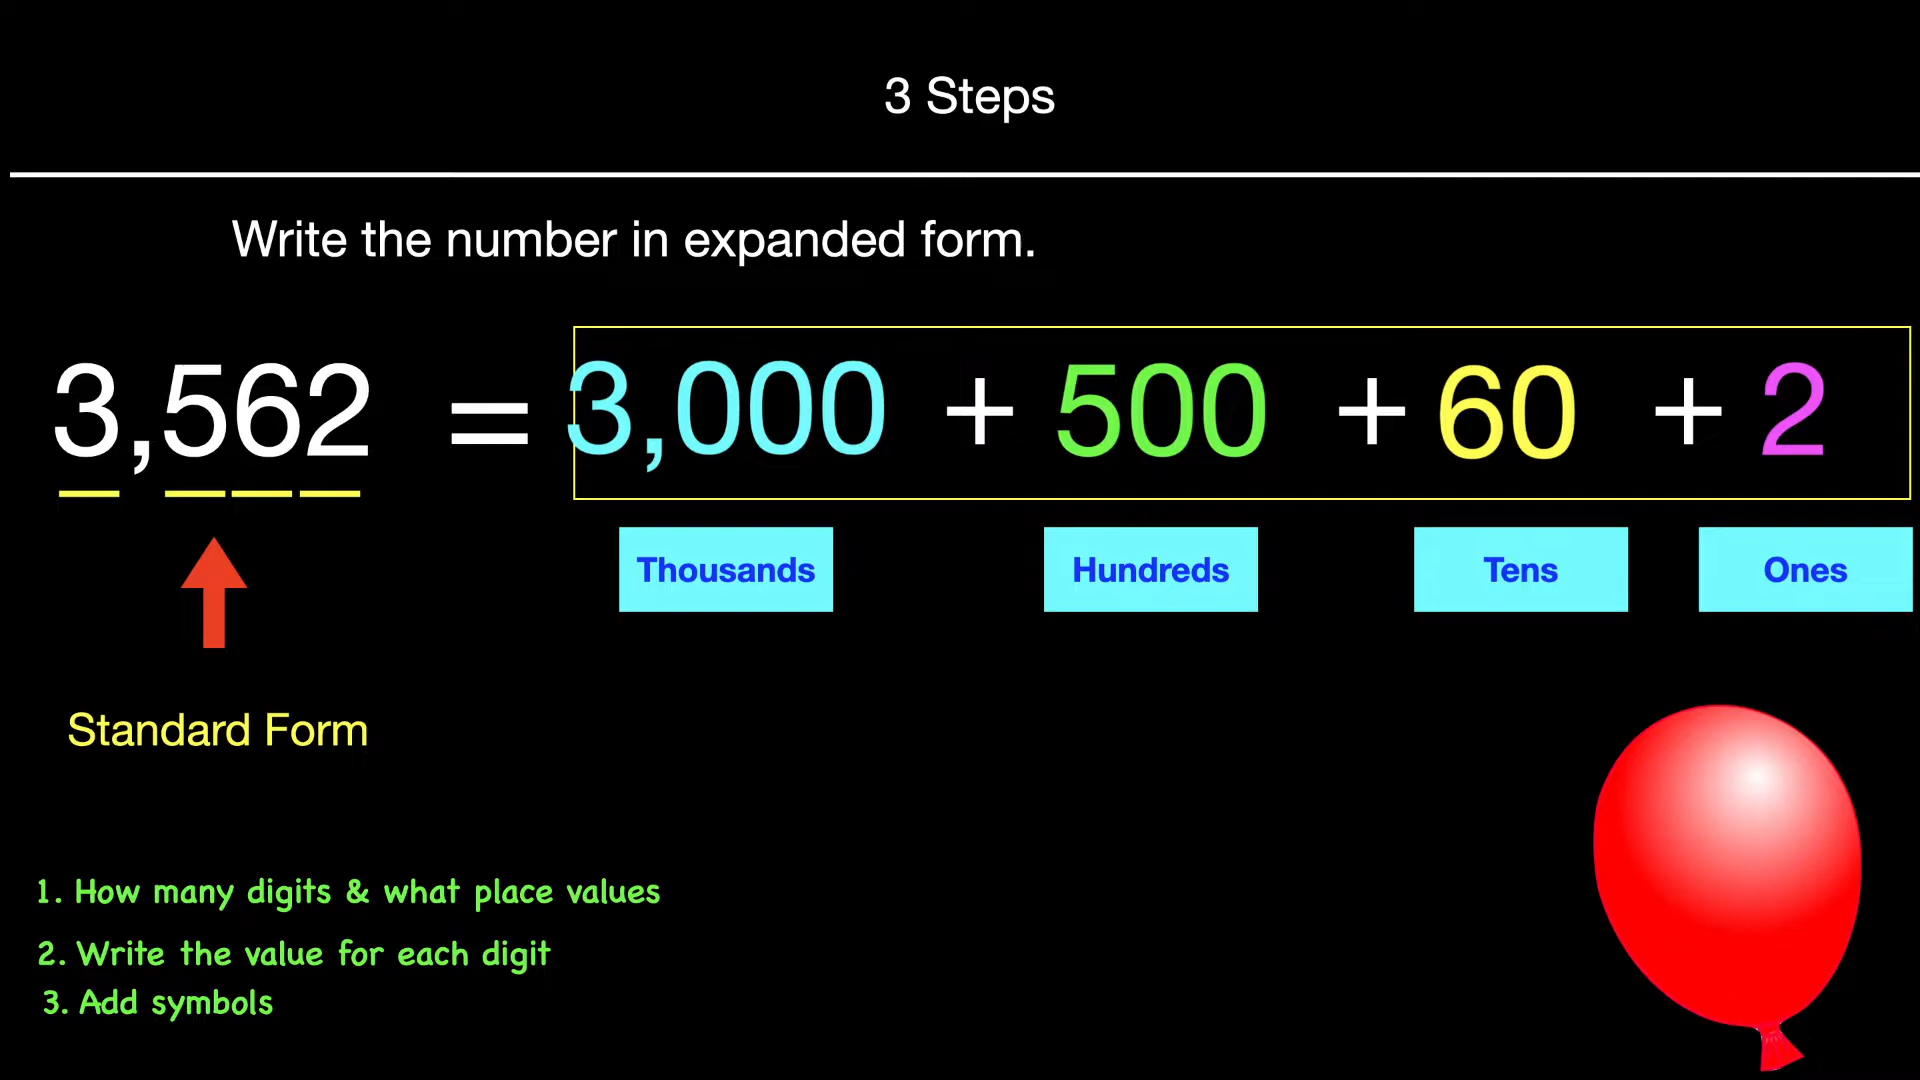 3 Steps
Write the number in expanded form.
3,562 = 3,000 + 500 + 60 + 2
Thousands Hundreds Tens Ones
Standard Form
1. How many digits & what place values
2. Write the value for each digit
3. Add symbols